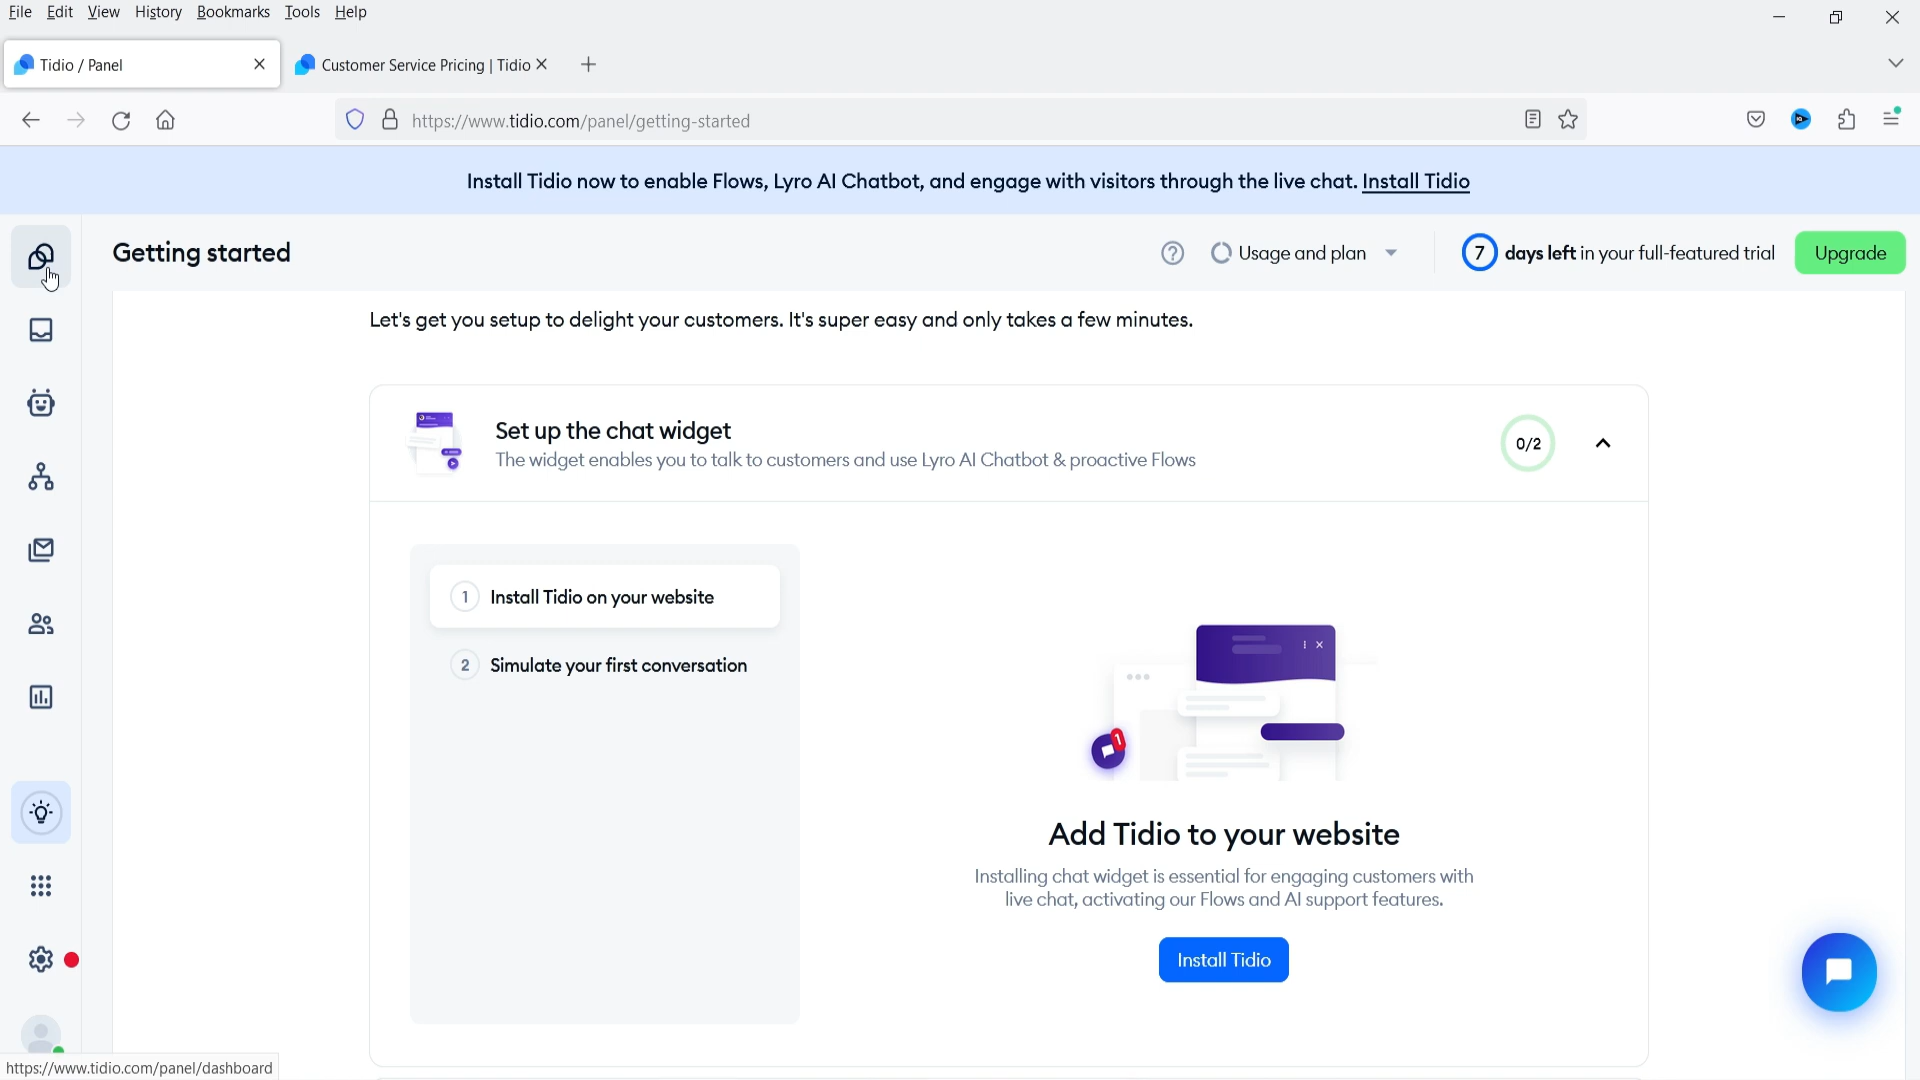 File Edit View History Bookmarks Tools Help
Tidio / Panel
Customer Service Pricing | Tidio
https://www.tidio.com/panel/getting-started
Install Tidio now to enable Flows, Lyro AI Chatbot, and engage with visitors through the live chat. Install Tidio
Getting started
Usage and plan
7 days left in your full-featured trial
Upgrade
Let's get you setup to delight your customers. It's super easy and only takes a few minutes.
Set up the chat widget
The widget enables you to talk to customers and use Lyro AI Chatbot & proactive Flows
0/2
1 Install Tidio on your website
2 Simulate your first conversation
1
Add Tidio to your website
Installing chat widget is essential for engaging customers with
live chat, activating our Flows and AI support features.
Install Tidio
https://www.tidio.com/panel/dashboard